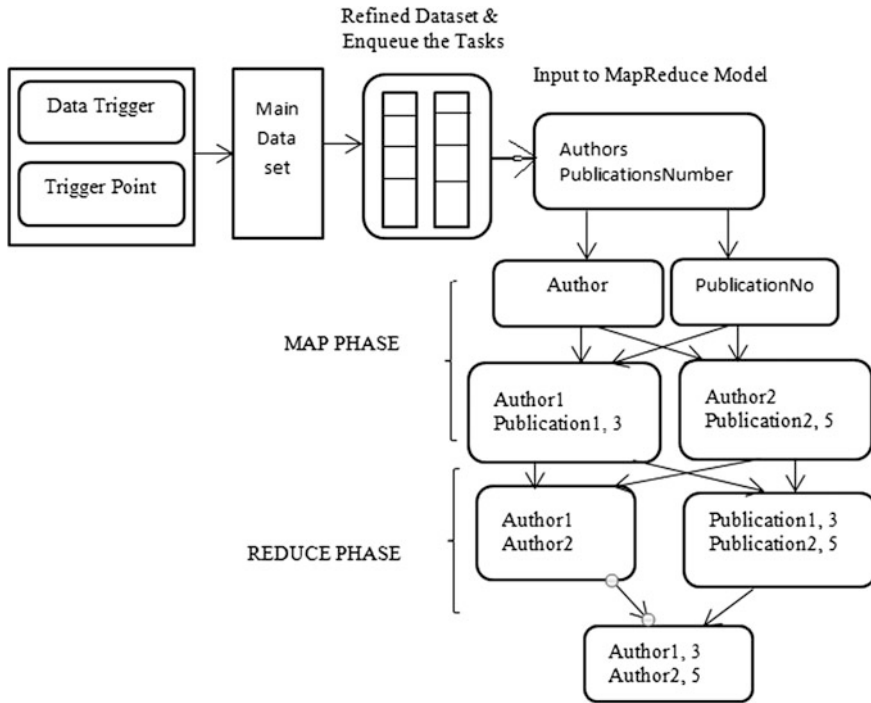 Refined Dataset &
Enqueue the Tasks
Input to MapReduce Model
Data Trigger
Trigger Point
Main
Data
set
Authors
PublicationsNumber
Author
PublicationNo
MAP PHASE
Author1
Publication1, 3
Author2
Publication2, 5
REDUCE PHASE
Author1
Author2
Publication1, 3
Publication2, 5
Author1, 3
Author2, 5